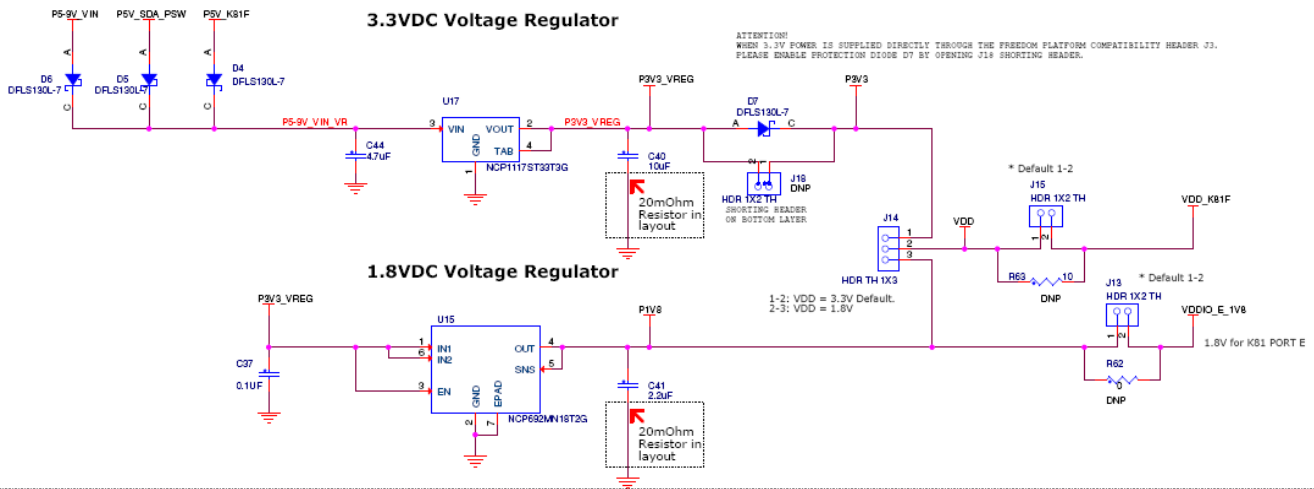 3.3VDC Voltage Regulator
P5-9V_VIN
P5V_SDA_PSW
P5V_K81F
A
A
A
D6
DFLS130L-7
D5
DFLS130L-7
D4
DFLS130L-7
C
C
C
P5-9V_VIN_VR
C44
4.7uF
U17
3
VIN
VOUT
2
TAB
4
GND
1
NCP1117ST33T3G
P3V3_VREG
P3V3_VREG
C40
10uF
20mOhm
Resistor in
layout
ATTENTION!
WHEN 3.3V POWER IS SUPPLIED DIRECTLY THROUGH THE FREEDOM PLATFORM COMPATIBILITY HEADER J3.
PLEASE ENABLE PROTECTION DIODE D7 BY OPENING J18 SHORTING HEADER.
D7
DFLS130L-7
A
C
P3V3
2
1
J18
DNP
HDR 1X2 TH
SHORTING HEADER
ON BOTTOM LAYER
J14
1
2
3
HDR TH 1X3
1-2: VDD = 3.3V Default.
2-3: VDD = 1.8V
VDD
* Default 1-2
J15
HDR 1X2 TH
1
2
VDD_K81F
R63
10
DNP
* Default 1-2
J13
HDR 1X2 TH
1
2
VDDIO_E_1V8
1.8V for K81 PORT E
R62
0
DNP
1.8VDC Voltage Regulator
P3V3_VREG
C37
0.1UF
U15
1
IN1
6
IN2
3
EN
OUT
4
SNS
5
GND
EPAD
2
7
NCP692MN18T2G
P1V8
C41
2.2uF
20mOhm
Resistor in
layout